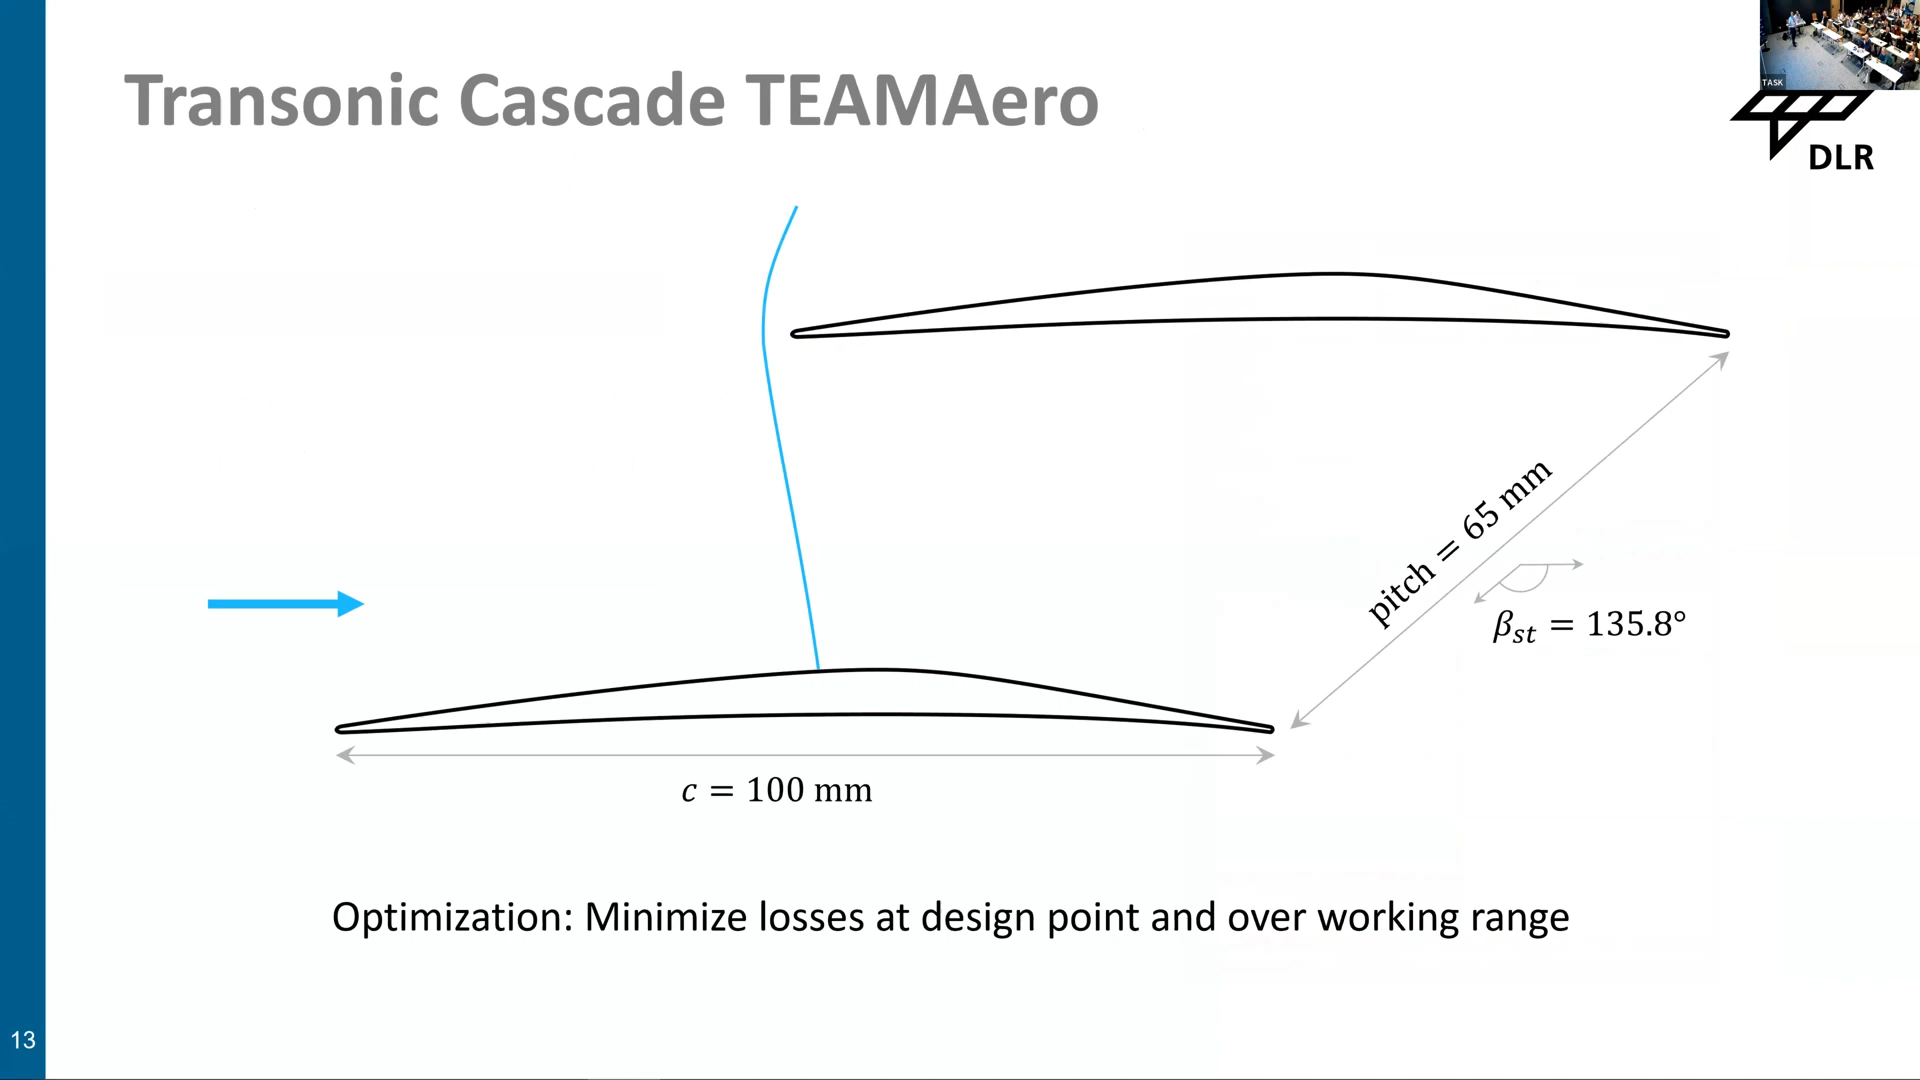 TASK
Transonic Cascade TEAMAero
DLR
pitch = 65 mm
β_st = 135.8°
c = 100 mm
Optimization: Minimize losses at design point and over working range
13